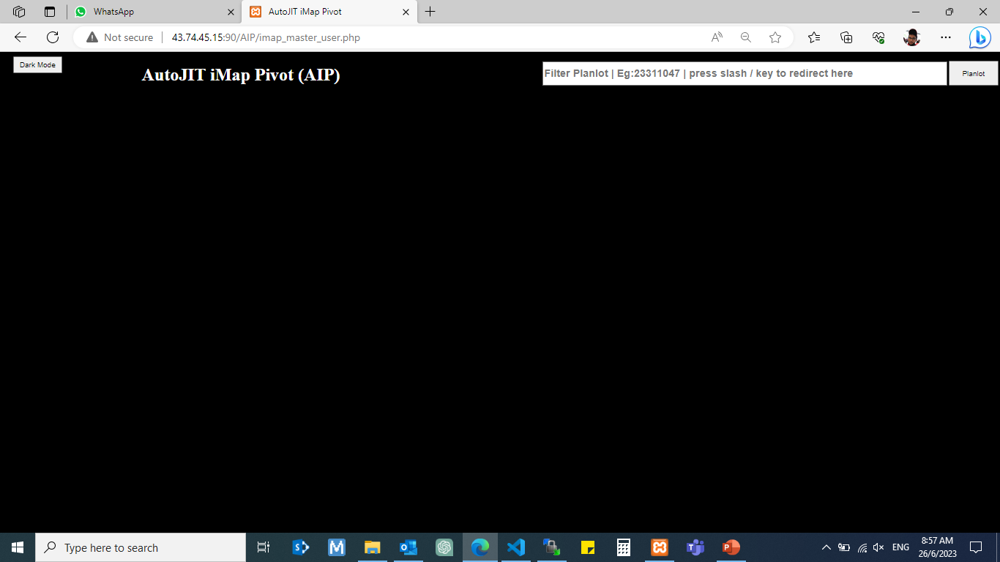 WhatsApp
AutoJIT iMap Pivot
Not secure
43.74.45.15:90/AIP/imap_master_user.php
Dark Mode
AutoJIT iMap Pivot (AIP)
Filter Planlot | Eg:23311047 | press slash / key to redirect here
Planlot
Type here to search
ENG
8:57 AM
26/6/2023